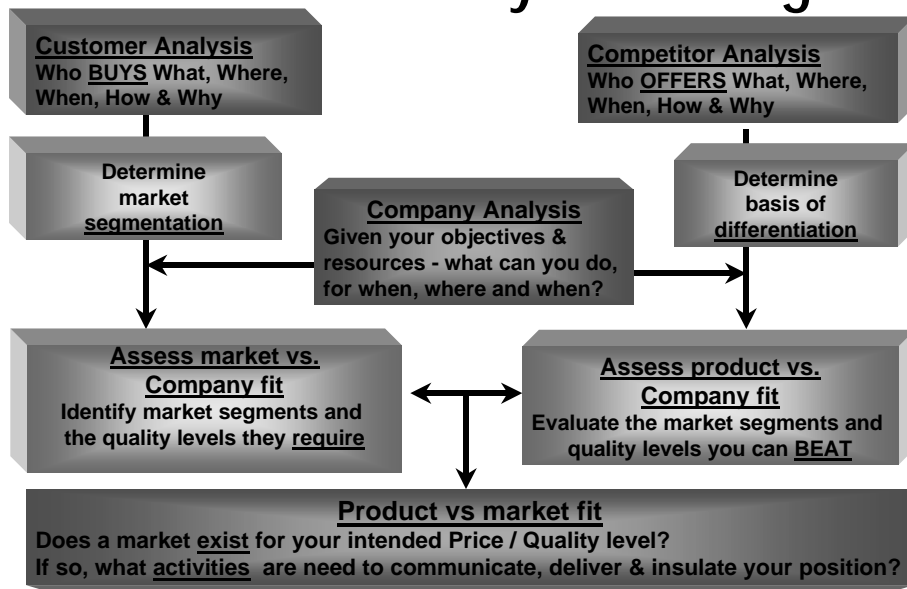 Customer Analysis
Who BUYS What, Where,
When, How & Why
Competitor Analysis
Who OFFERS What, Where,
When, How & Why
Determine
market
segmentation
Determine
basis of
differentiation
Company Analysis
Given your objectives &
resources - what can you do,
for when, where and when?
Assess market vs.
Company fit
Identify market segments and
the quality levels they require
Assess product vs.
Company fit
Evaluate the market segments and
quality levels you can BEAT
Product vs market fit
Does a market exist for your intended Price / Quality level?
If so, what activities are need to communicate, deliver & insulate your position?